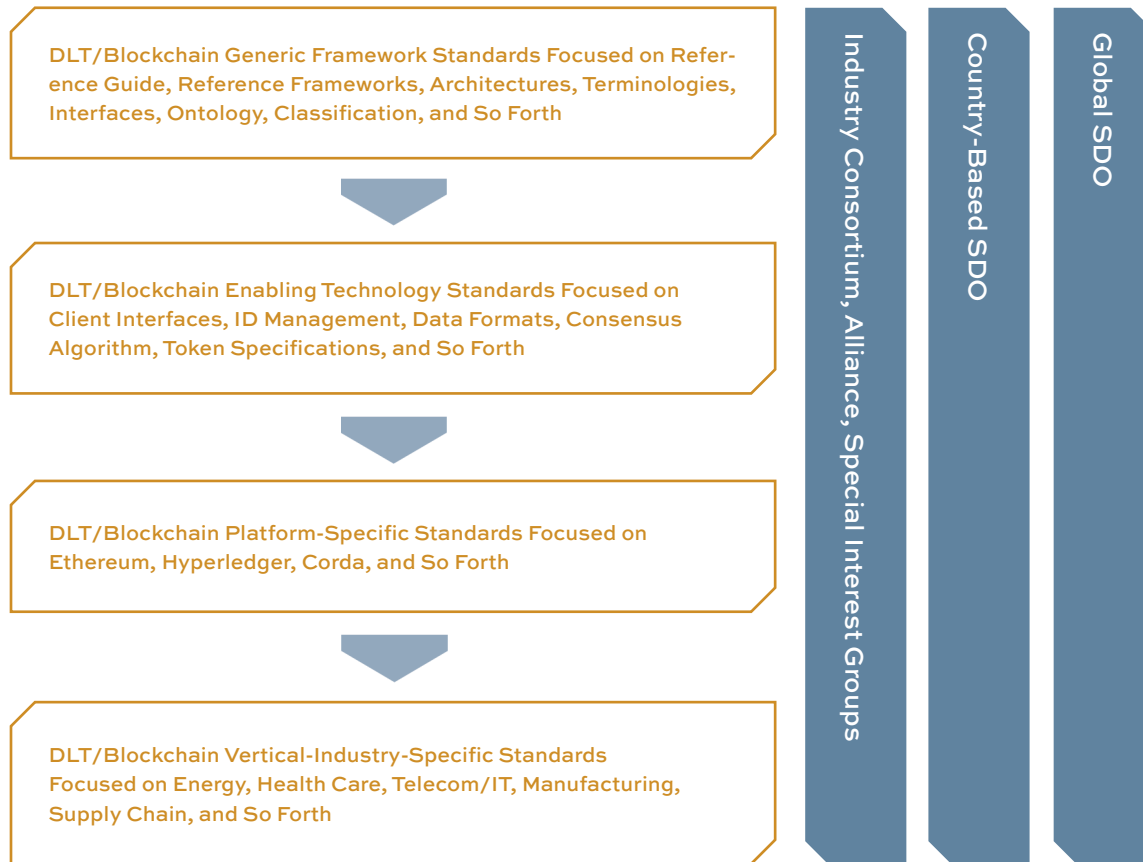 DLT/Blockchain Generic Framework Standards Focused on Refer-
ence Guide, Reference Frameworks, Architectures, Terminologies,
Interfaces, Ontology, Classification, and So Forth
DLT/Blockchain Enabling Technology Standards Focused on
Client Interfaces, ID Management, Data Formats, Consensus
Algorithm, Token Specifications, and So Forth
DLT/Blockchain Platform-Specific Standards Focused on
Ethereum, Hyperledger, Corda, and So Forth
DLT/Blockchain Vertical-Industry-Specific Standards
Focused on Energy, Health Care, Telecom/IT, Manufacturing,
Supply Chain, and So Forth
Industry Consortium, Alliance, Special Interest Groups
Country-Based SDO
Global SDO